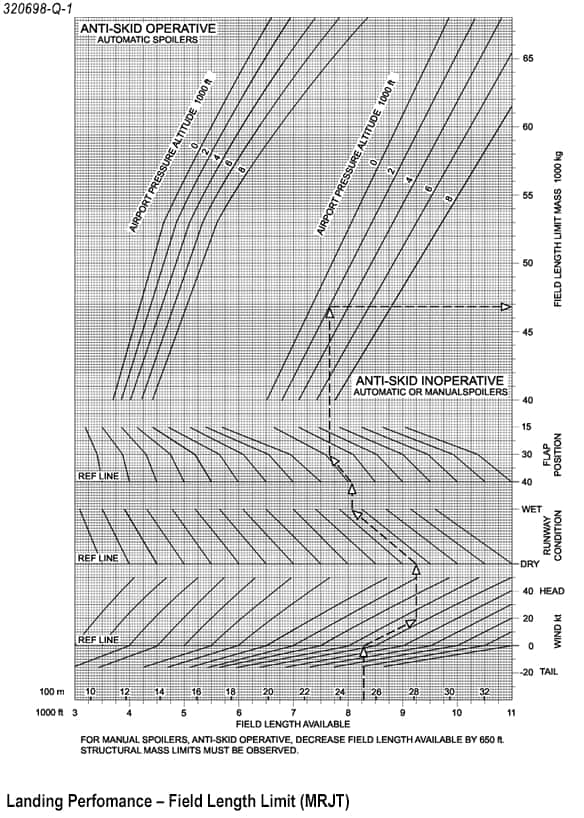 320698-Q-1
ANTI-SKID OPERATIVE
AUTOMATIC SPOILERS
AIRPORT PRESSURE ALTITUDE 1000 ft
0
2
4
6
8
AIRPORT PRESSURE ALTITUDE 1000 ft
0
2
4
6
8
65
60
55
50
45
40
FIELD LENGTH LIMIT MASS 1000 kg
ANTI-SKID INOPERATIVE
AUTOMATIC OR MANUALSPOILERS
15
30
40
FLAP
POSITION
REF LINE
WET
DRY
RUNWAY
CONDITION
REF LINE
40 HEAD
20
0
-20 TAIL
WIND kt
REF LINE
100 m 10 12 14 16 18 20 22 24 26 28 30 32
1000 ft 3 4 5 6 7 8 9 10 11
FIELD LENGTH AVAILABLE
FOR MANUAL SPOILERS, ANTI-SKID OPERATIVE, DECREASE FIELD LENGTH AVAILABLE BY 650 ft.
STRUCTURAL MASS LIMITS MUST BE OBSERVED.
Landing Perfomance – Field Length Limit (MRJT)